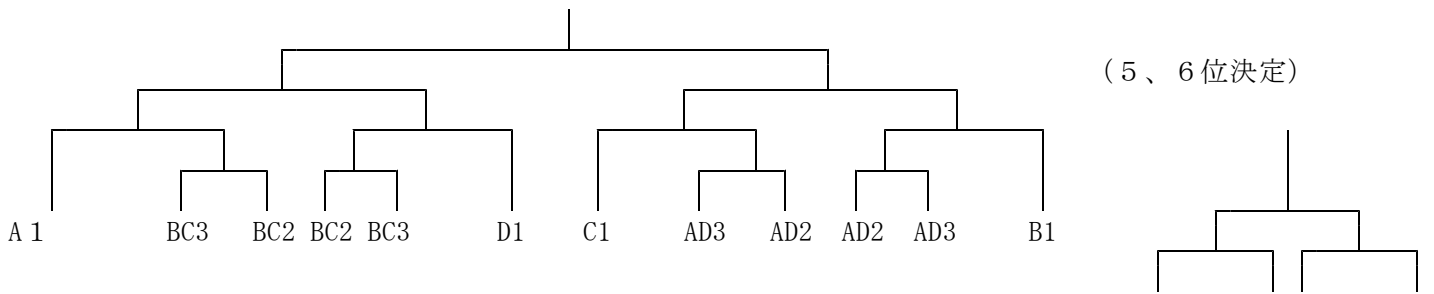 （５、６位決定）
A１ BC3 BC2 BC2 BC3 D1 C1 AD3 AD2 AD2 AD3 B1